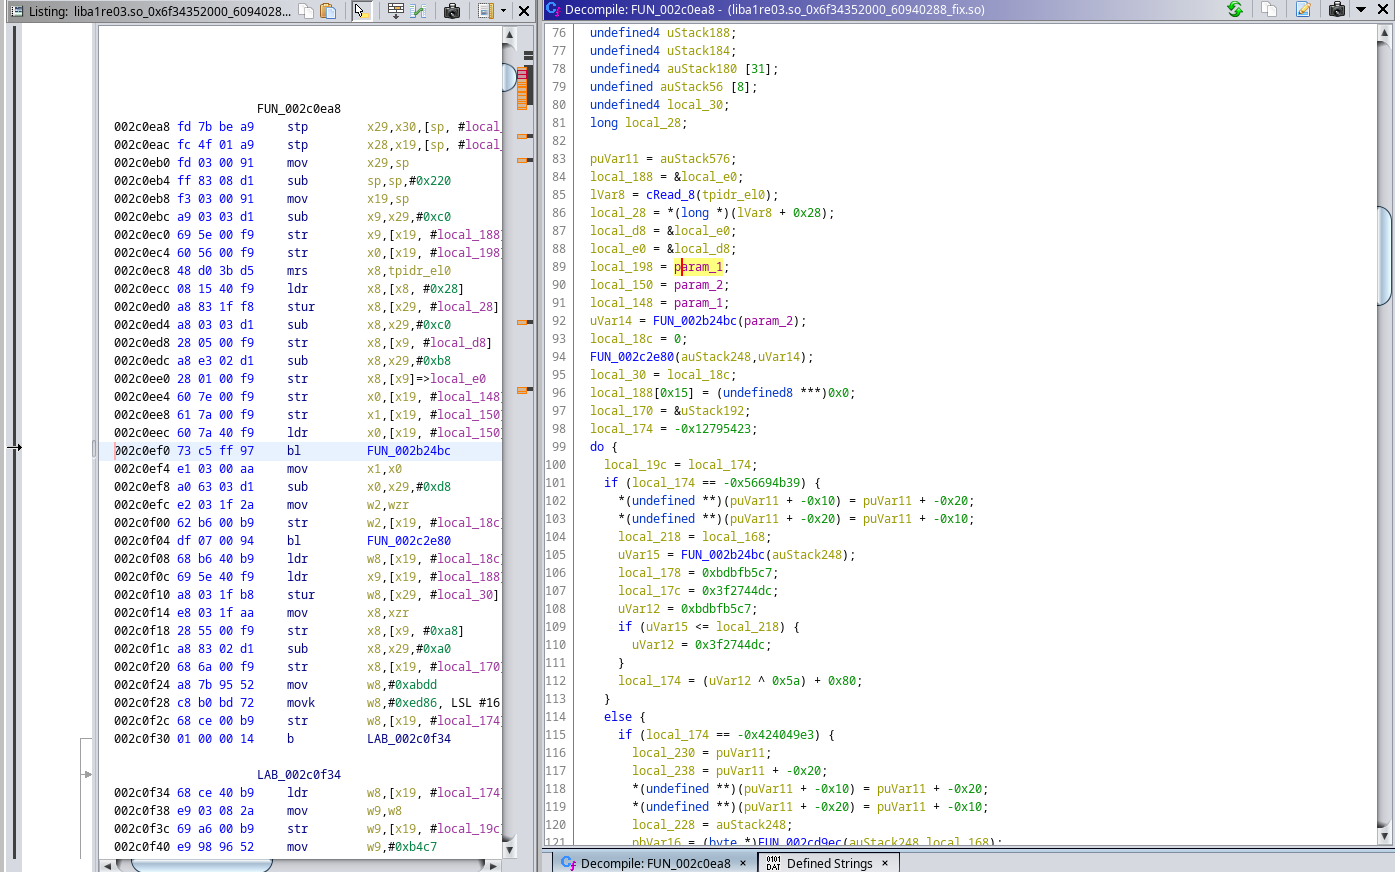 Listing: liba1re03.so_0x6f34352000_60940288...
FUN_002c0ea8
002c0ea8 fd 7b be a9 stp x29,x30,[sp, #local_
002c0eac fc 4f 01 a9 stp x28,x19,[sp, #local_
002c0eb0 fd 03 00 91 mov x29,sp
002c0eb4 ff 83 08 d1 sub sp,sp,#0x220
002c0eb8 f3 03 00 91 mov x19,sp
002c0ebc a9 03 03 d1 sub x9,x29,#0xc0
002c0ec0 69 5e 00 f9 str x9,[x19, #local_188]
002c0ec4 60 56 00 f9 str x0,[x19, #local_198]
002c0ec8 48 d0 3b d5 mrs x8,tpidr_el0
002c0ecc 08 15 40 f9 ldr x8,[x8, #0x28]
002c0ed0 a8 83 1f f8 stur x8,[x29, #local_28]
002c0ed4 a8 03 03 d1 sub x8,x29,#0xc0
002c0ed8 28 05 00 f9 str x8,[x9, #local_d8]
002c0edc a8 e3 02 d1 sub x8,x29,#0xb8
002c0ee0 28 01 00 f9 str x8,[x9]=>local_e0
002c0ee4 60 7e 00 f9 str x0,[x19, #local_148]
002c0ee8 61 7a 00 f9 str x1,[x19, #local_150]
002c0eec 60 7a 40 f9 ldr x0,[x19, #local_150]
002c0ef0 73 c5 ff 97 bl FUN_002b24bc
002c0ef4 e1 03 00 aa mov x1,x0
002c0ef8 a0 63 03 d1 sub x0,x29,#0xd8
002c0efc e2 03 1f 2a mov w2,wzr
002c0f00 62 b6 00 b9 str w2,[x19, #local_18c]
002c0f04 df 07 00 94 bl FUN_002c2e80
002c0f08 68 b6 40 b9 ldr w8,[x19, #local_18c]
002c0f0c 69 5e 40 f9 ldr x9,[x19, #local_188]
002c0f10 a8 03 1f b8 stur w8,[x29, #local_30]
002c0f14 e8 03 1f aa mov x8,xzr
002c0f18 28 55 00 f9 str x8,[x9, #0xa8]
002c0f1c a8 83 02 d1 sub x8,x29,#0xa0
002c0f20 68 6a 00 f9 str x8,[x19, #local_170]
002c0f24 a8 7b 95 52 mov w8,#0xabdd
002c0f28 c8 b0 bd 72 movk w8,#0xed86, LSL #16
002c0f2c 68 ce 00 b9 str w8,[x19, #local_174]
002c0f30 01 00 00 14 b LAB_002c0f34
LAB_002c0f34
002c0f34 68 ce 40 b9 ldr w8,[x19, #local_174]
002c0f38 e9 03 08 2a mov w9,w8
002c0f3c 69 a6 00 b9 str w9,[x19, #local_19c]
002c0f40 e9 98 96 52 mov w9,#0xb4c7
Decompile: FUN_002c0ea8 - (liba1re03.so_0x6f34352000_60940288_fix.so)
76 undefined4 uStack188;
77 undefined4 uStack184;
78 undefined4 auStack180 [31];
79 undefined auStack56 [8];
80 undefined4 local_30;
81 long local_28;
82
83 puVar11 = auStack576;
84 local_188 = &local_e0;
85 lVar8 = cRead_8(tpidr_el0);
86 local_28 = *(long *)(lVar8 + 0x28);
87 local_d8 = &local_e0;
88 local_e0 = &local_d8;
89 local_198 = param_1;
90 local_150 = param_2;
91 local_148 = param_1;
92 uVar14 = FUN_002b24bc(param_2);
93 local_18c = 0;
94 FUN_002c2e80(auStack248,uVar14);
95 local_30 = local_18c;
96 local_188[0x15] = (undefined8 ***)0x0;
97 local_170 = &uStack192;
98 local_174 = -0x12795423;
99 do {
100 local_19c = local_174;
101 if (local_174 == -0x56694b39) {
102 *(undefined **)(puVar11 + -0x10) = puVar11 + -0x20;
103 *(undefined **)(puVar11 + -0x20) = puVar11 + -0x10;
104 local_218 = local_168;
105 uVar15 = FUN_002b24bc(auStack248);
106 local_178 = 0xbdbfb5c7;
107 local_17c = 0x3f2744dc;
108 uVar12 = 0xbdbfb5c7;
109 if (uVar15 <= local_218) {
110 uVar12 = 0x3f2744dc;
111 }
112 local_174 = (uVar12 ^ 0x5a) + 0x80;
113 }
114 else {
115 if (local_174 == -0x424049e3) {
116 local_230 = puVar11;
117 local_238 = puVar11 + -0x20;
118 *(undefined **)(puVar11 + -0x10) = puVar11 + -0x20;
119 *(undefined **)(puVar11 + -0x20) = puVar11 + -0x10;
120 local_228 = auStack248;
121 pbVar16 = (byte *)FUN_002cd9ec(auStack248,local_168);
Decompile: FUN_002c0ea8 ×
0101
DAT
Defined Strings ×